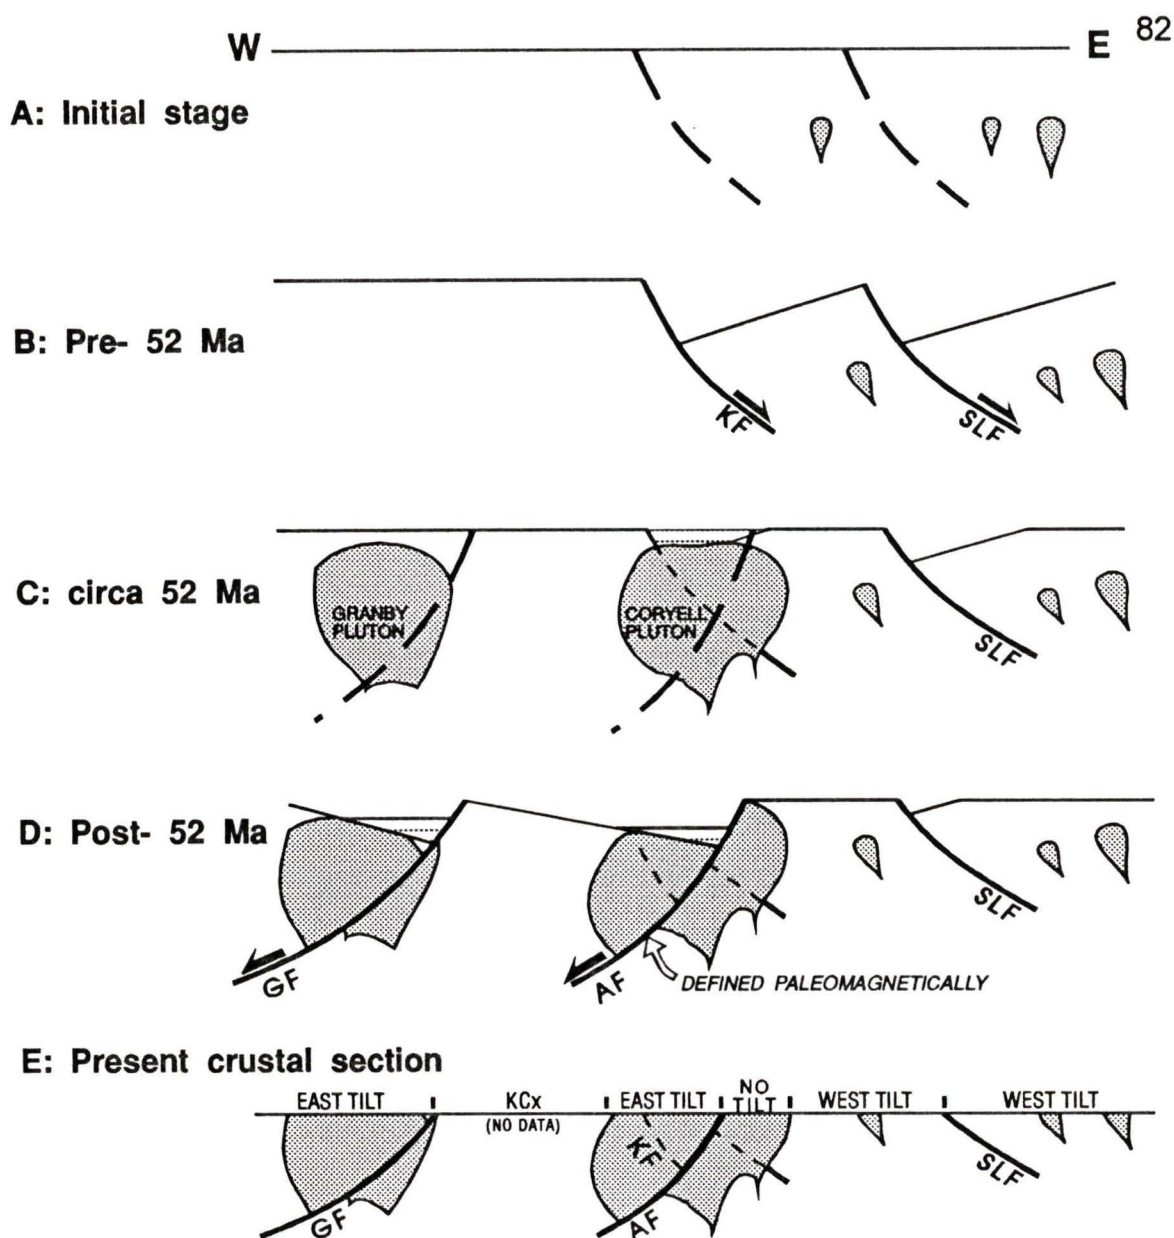 82
W E
A: Initial stage
B: Pre- 52 Ma
KF
SLF
C: circa 52 Ma
GRANBY
PLUTON
CORYELL
PLUTON
SLF
D: Post- 52 Ma
GF
AF
SLF
DEFINED PALEOMAGNETICALLY
E: Present crustal section
EAST TILT
KCx
(NO DATA)
EAST TILT
NO
TILT
WEST TILT
WEST TILT
GF
KF
AF
SLF